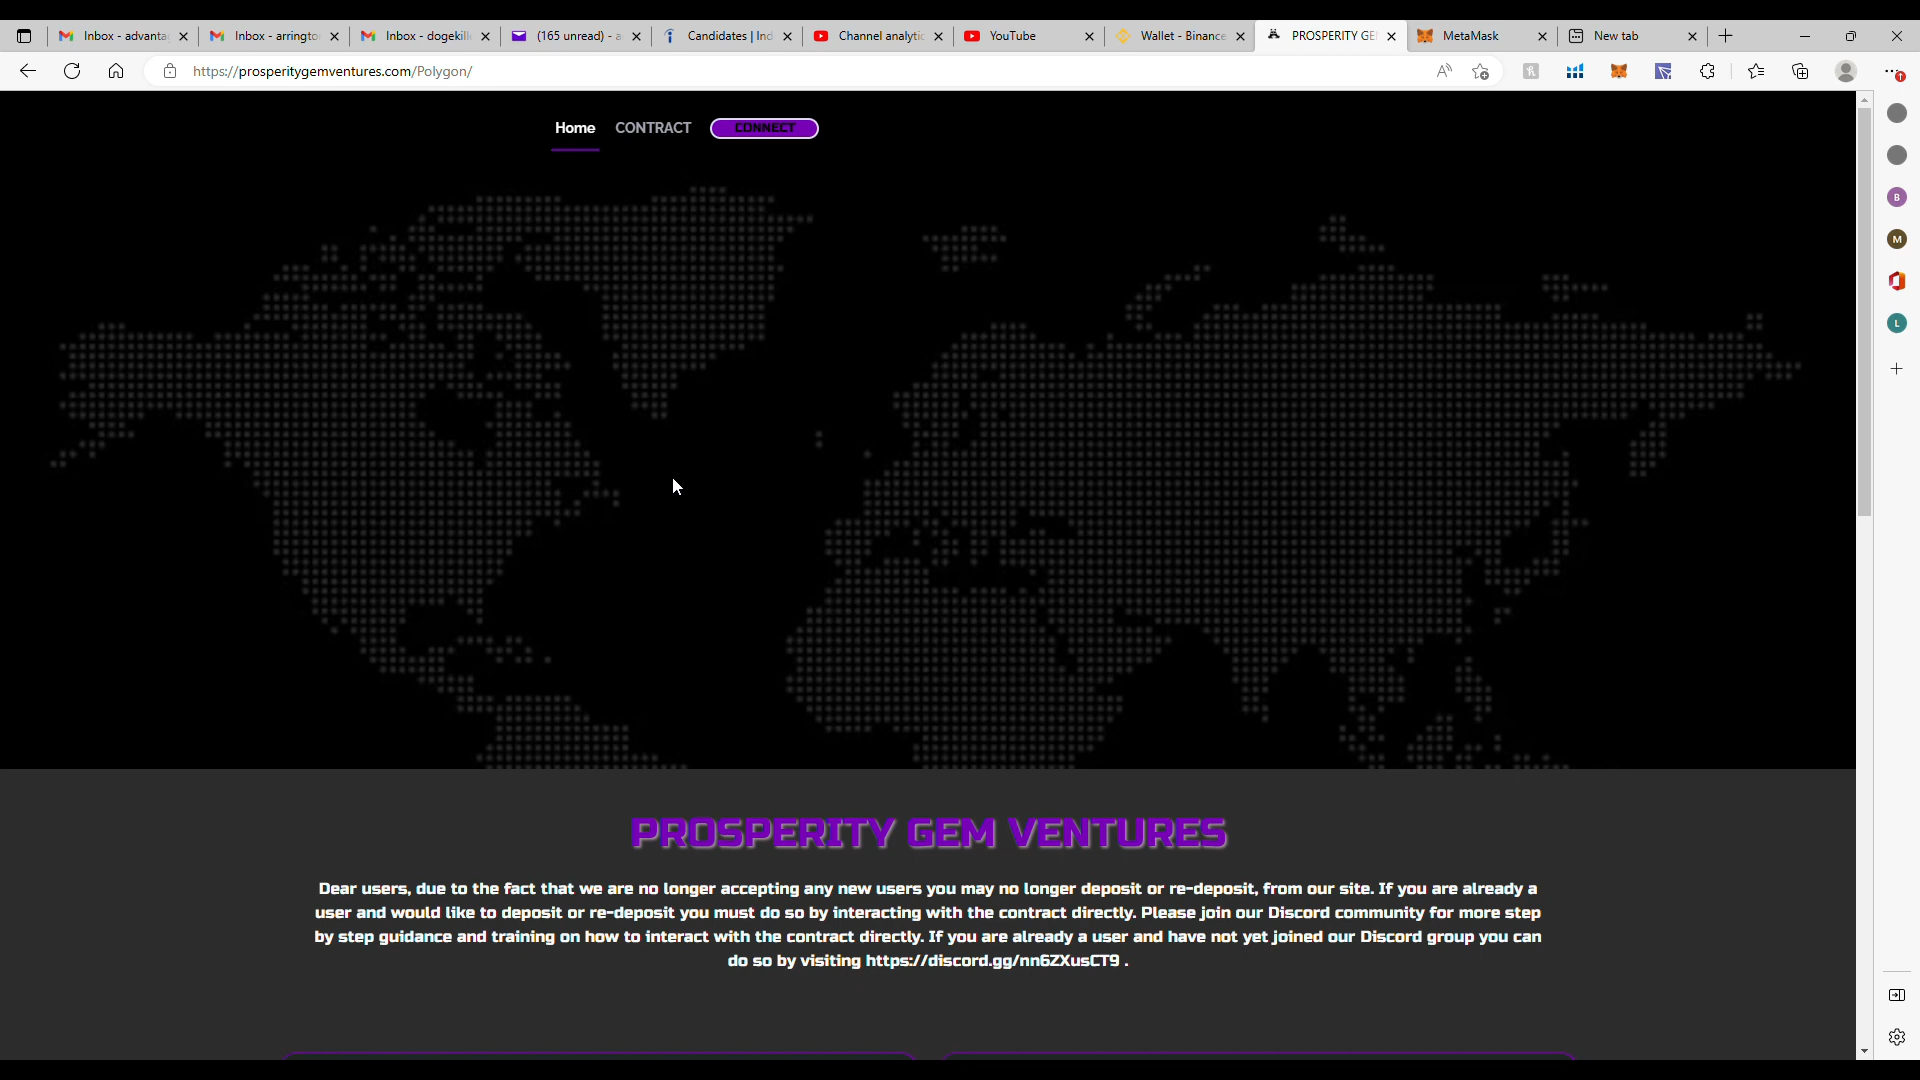 Inbox - advanta
Inbox - arringto
Inbox - dogekill
(165 unread) - a
Candidates | Ind
Channel analytic
YouTube
Wallet - Binance
PROSPERITY GE
MetaMask
New tab
https://prosperitygemventures.com/Polygon/
Home
CONTRACT
CONNECT
B
M
L
PROSPERITY GEM VENTURES
Dear users, due to the fact that we are no longer accepting any new users you may no longer deposit or re-deposit, from our site. If you are already a
user and would like to deposit or re-deposit you must do so by interacting with the contract directly. Please join our Discord community for more step
by step guidance and training on how to interact with the contract directly. If you are already a user and have not yet joined our Discord group you can
do so by visiting https://discord.gg/nn6ZXusCT9 .